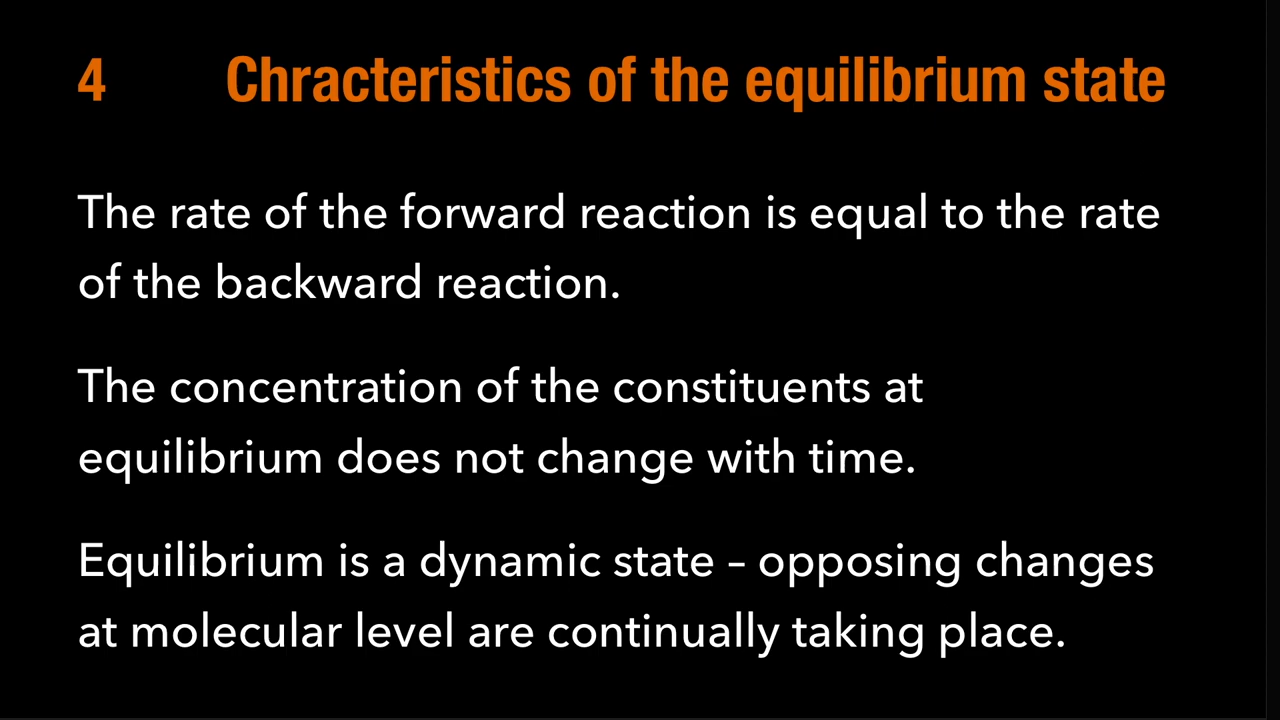 4 Chracteristics of the equilibrium state
The rate of the forward reaction is equal to the rate
of the backward reaction.
The concentration of the constituents at
equilibrium does not change with time.
Equilibrium is a dynamic state – opposing changes
at molecular level are continually taking place.